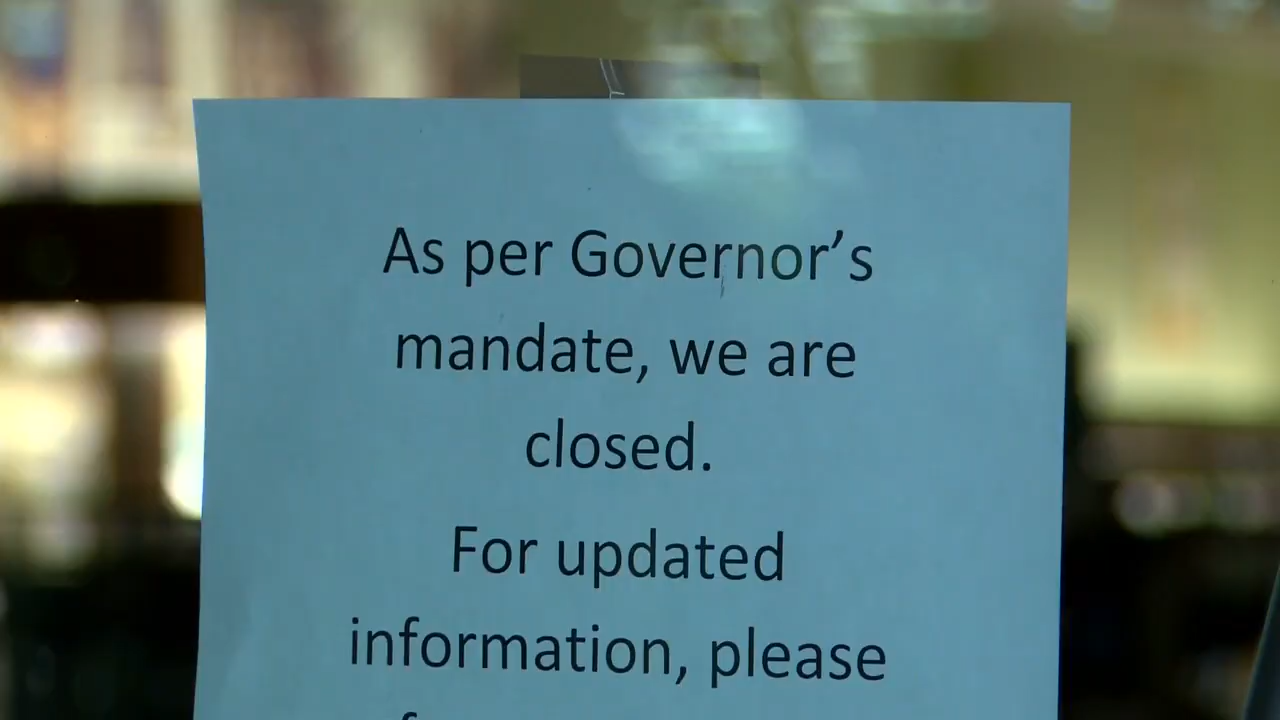 As per Governor’s
mandate, we are
closed.
For updated
information, please